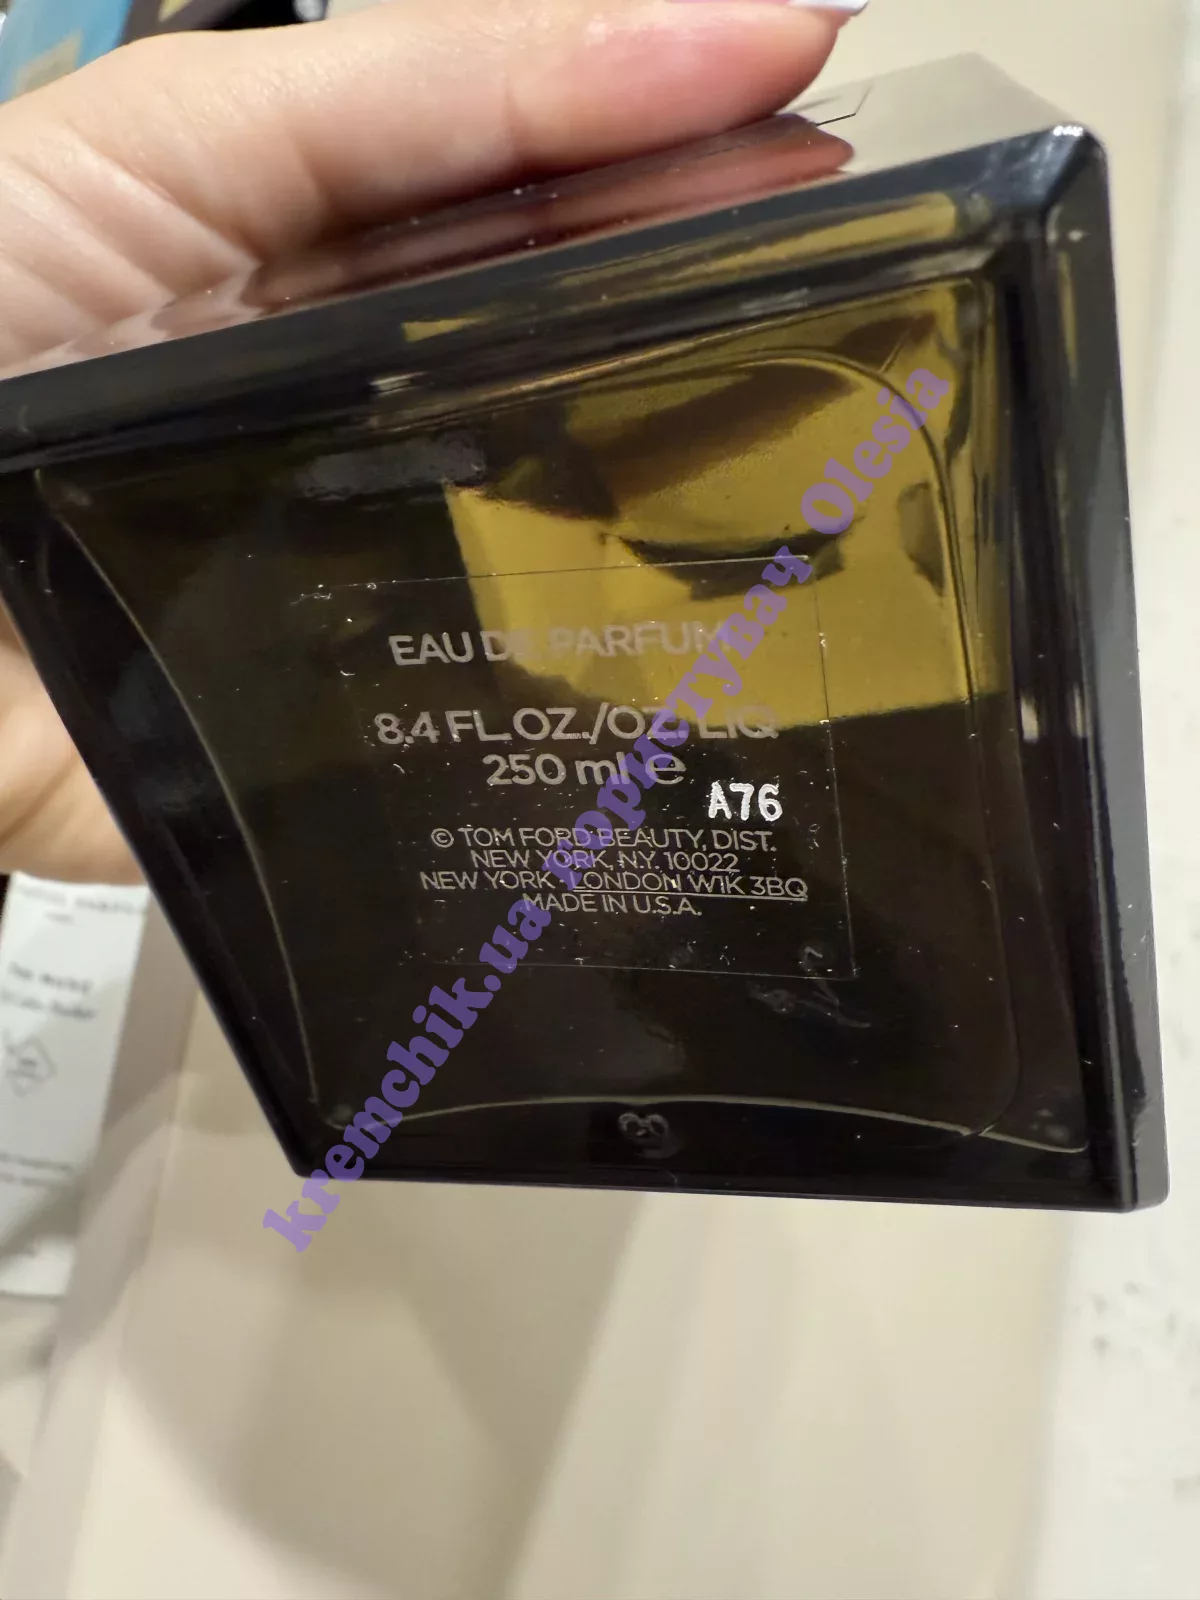 EAU DE PARFUM
8.4 FL.OZ./OZ. LIQ
250 ml e
A76
© TOM FORD BEAUTY, DIST.
NEW YORK, N.Y. 10022
NEW YORK · LONDON W1K 3BQ
MADE IN U.S.A.
kremchik.ua Користувач Olesia